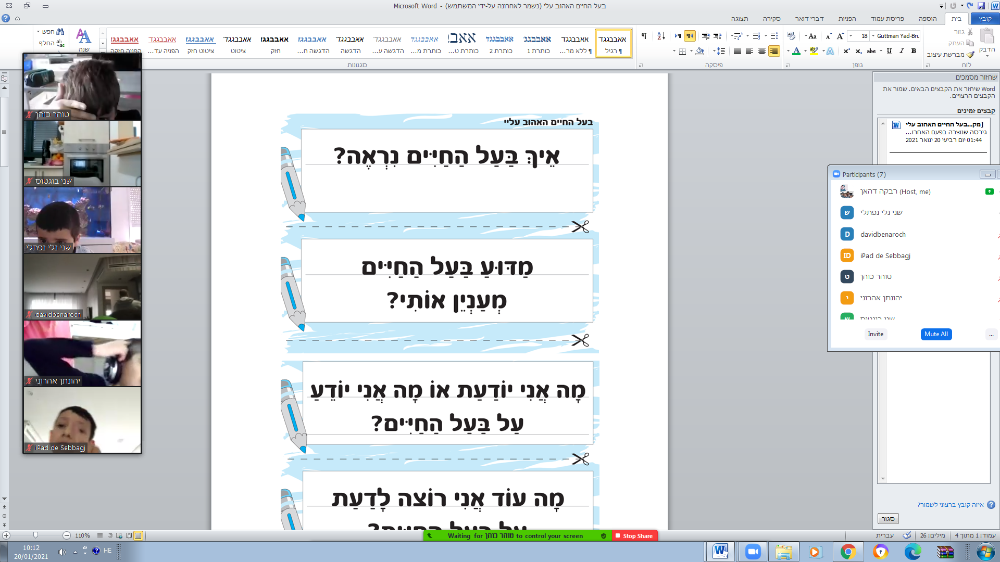 בעל החיים האהוב עלי (נשמר לאחרונה על-ידי המשתמש) - Microsoft Word
קובץ
בית
הוספה
פריסת עמוד
הפניות
דברי דואר
סקירה
תצוגה
גזור
העתק
מברשת עיצוב
הדבק
לוח
Guttman Yad-Bru
18
גופן
פיסקה
אאבבגגד
¶ רגיל
אאבבגגד
¶ ללא מר...
אאבבגג
כותרת 1
אאבבגגד
כותרת 2
אאב
כותרת ט...
אאבבגגד
כותרת מ...
אאבבגגד
הדגשה ע...
אאבבגגד
הדגשה
אאבבגגד
הדגשה ח...
אאבבגגד
חזק
אאבבגגד
ציטוט
אאבבגגד
ציטוט חזק
אאבבגגד
הפניה עד...
אאבבגגד
הפניה חזקה
סגנונות
שנה
חפש
החלף
טוהר כוהן
שני בוגטוס
שני נלי נפתלי
davidbenaroch
יהונתן אהרוני
iPad de Sebbagj
בעל החיים האהוב עליי
אֵיךְ בַּעַל הַחַיִּים נִרְאֶה?
מַדּוּעַ בַּעַל הַחַיִּים
מְעַנְיֵן אוֹתִי?
מָה אֲנִי יוֹדַעַת אוֹ מָה אֲנִי יוֹדֵעַ
עַל בַּעַל הַחַיִּים?
מָה עוֹד אֲנִי רוֹצה לָדַעַת
שחזור מסמכים
Word שיחזר את הקבצים הבאים. שמור את
הקבצים הרצויים.
קבצים זמינים
בעל החיים האהוב עלי...מק]
גירסה שנוצרה בפעם האחרו...
01:44 יום רביעי 20 ינואר 2021
Participants (7)
רבקה דהאן (Host, me)
שני נלי נפתלי
D davidbenaroch
ID iPad de Sebbagj
טוהר כוהן
יהונתן אהרוני
Invite
Mute All
...
איזה קובץ ברצוני לשמור?
סגור
עמוד: 1 מתוך 4
מילים: 26
עברית
Waiting for טוהר כוהן to control your screen
Stop Share
110%
HE
10:12
20/01/2021